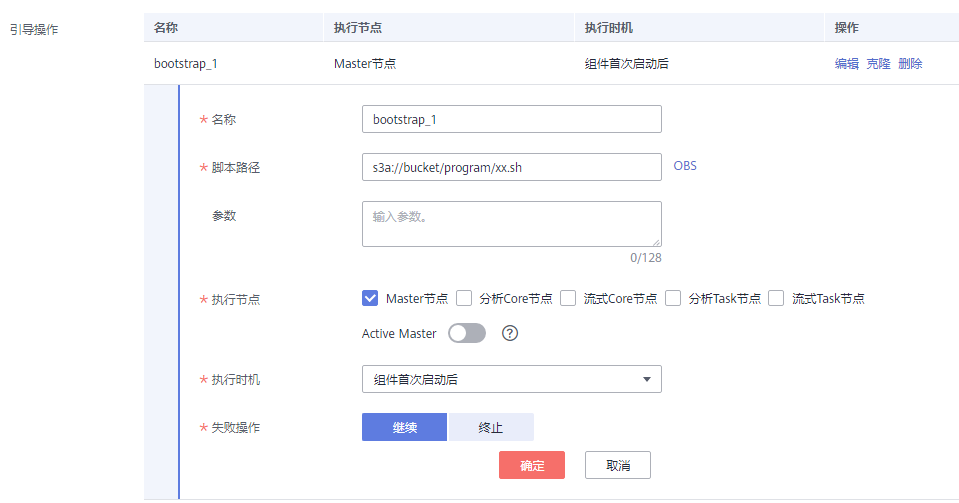 引导操作 名称 执行节点 执行时机 操作
bootstrap_1 Master节点 组件首次启动后 编辑 克隆 删除
* 名称 bootstrap_1
* 脚本路径 s3a://bucket/program/xx.sh OBS
参数 输入参数。
0/128
* 执行节点 Master节点 分析Core节点 流式Core节点 分析Task节点 流式Task节点
Active Master ?
* 执行时机 组件首次启动后
* 失败操作 继续 终止
确定 取消